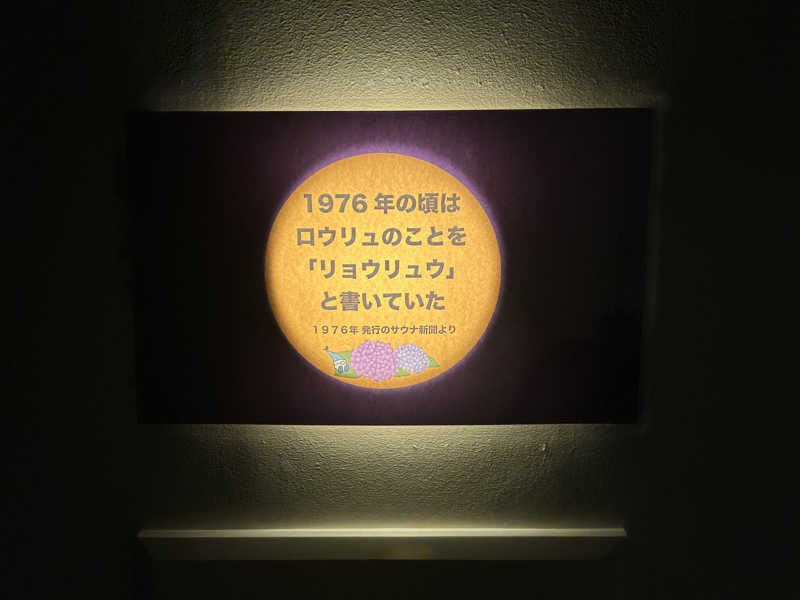 1976年の頃は
ロウリュのことを
「リョウリュウ」
と書いていた
1976年 発行のサウナ新聞より